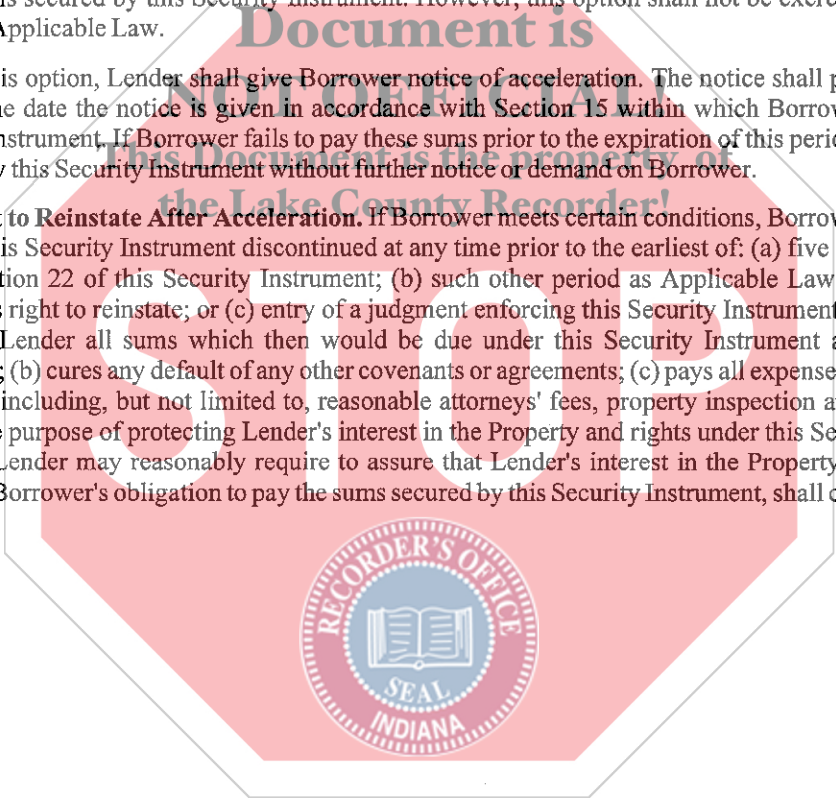 is secured by this Security Instrument. However, this option shall not be exer
Applicable Law.
Document is
is option, Lender shall give Borrower notice of acceleration. The notice shall p
NOT OFFICIAL!
e date the notice is given in accordance with Section 15 within which Borrow
nstrument. If Borrower fails to pay these sums prior to the expiration of this perio
This Document is the property of
y this Security Instrument without further notice or demand on Borrower.
the Lake County Recorder!
t to Reinstate After Acceleration. If Borrower meets certain conditions, Borrow
is Security Instrument discontinued at any time prior to the earliest of: (a) five
tion 22 of this Security Instrument; (b) such other period as Applicable Law
s right to reinstate; or (c) entry of a judgment enforcing this Security Instrument
Lender all sums which then would be due under this Security Instrument a
; (b) cures any default of any other covenants or agreements; (c) pays all expense
including, but not limited to, reasonable attorneys' fees, property inspection a
e purpose of protecting Lender's interest in the Property and rights under this Se
Lender may reasonably require to assure that Lender's interest in the Property
Borrower's obligation to pay the sums secured by this Security Instrument, shall c
STOP
RECORDER'S OFFICE
SEAL
INDIANA